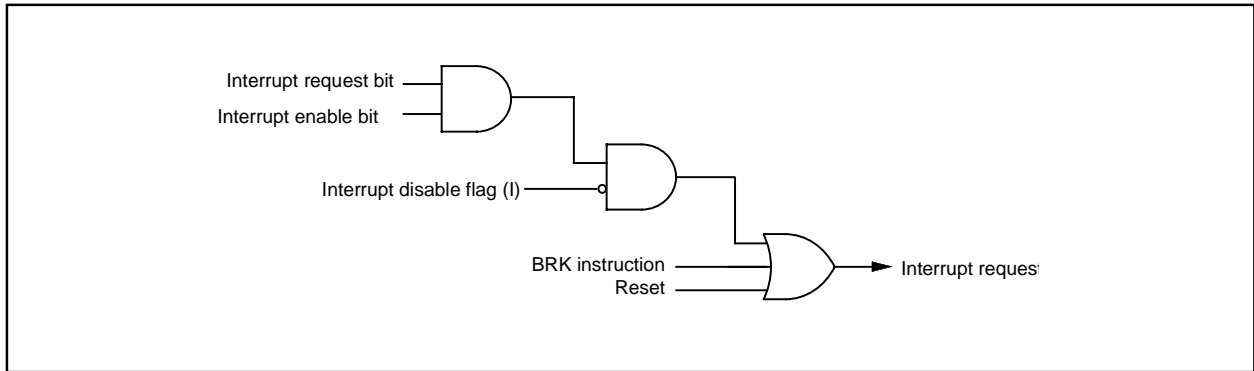 Interrupt request bit
Interrupt enable bit
Interrupt disable flag (I)
BRK instruction
Reset
Interrupt request